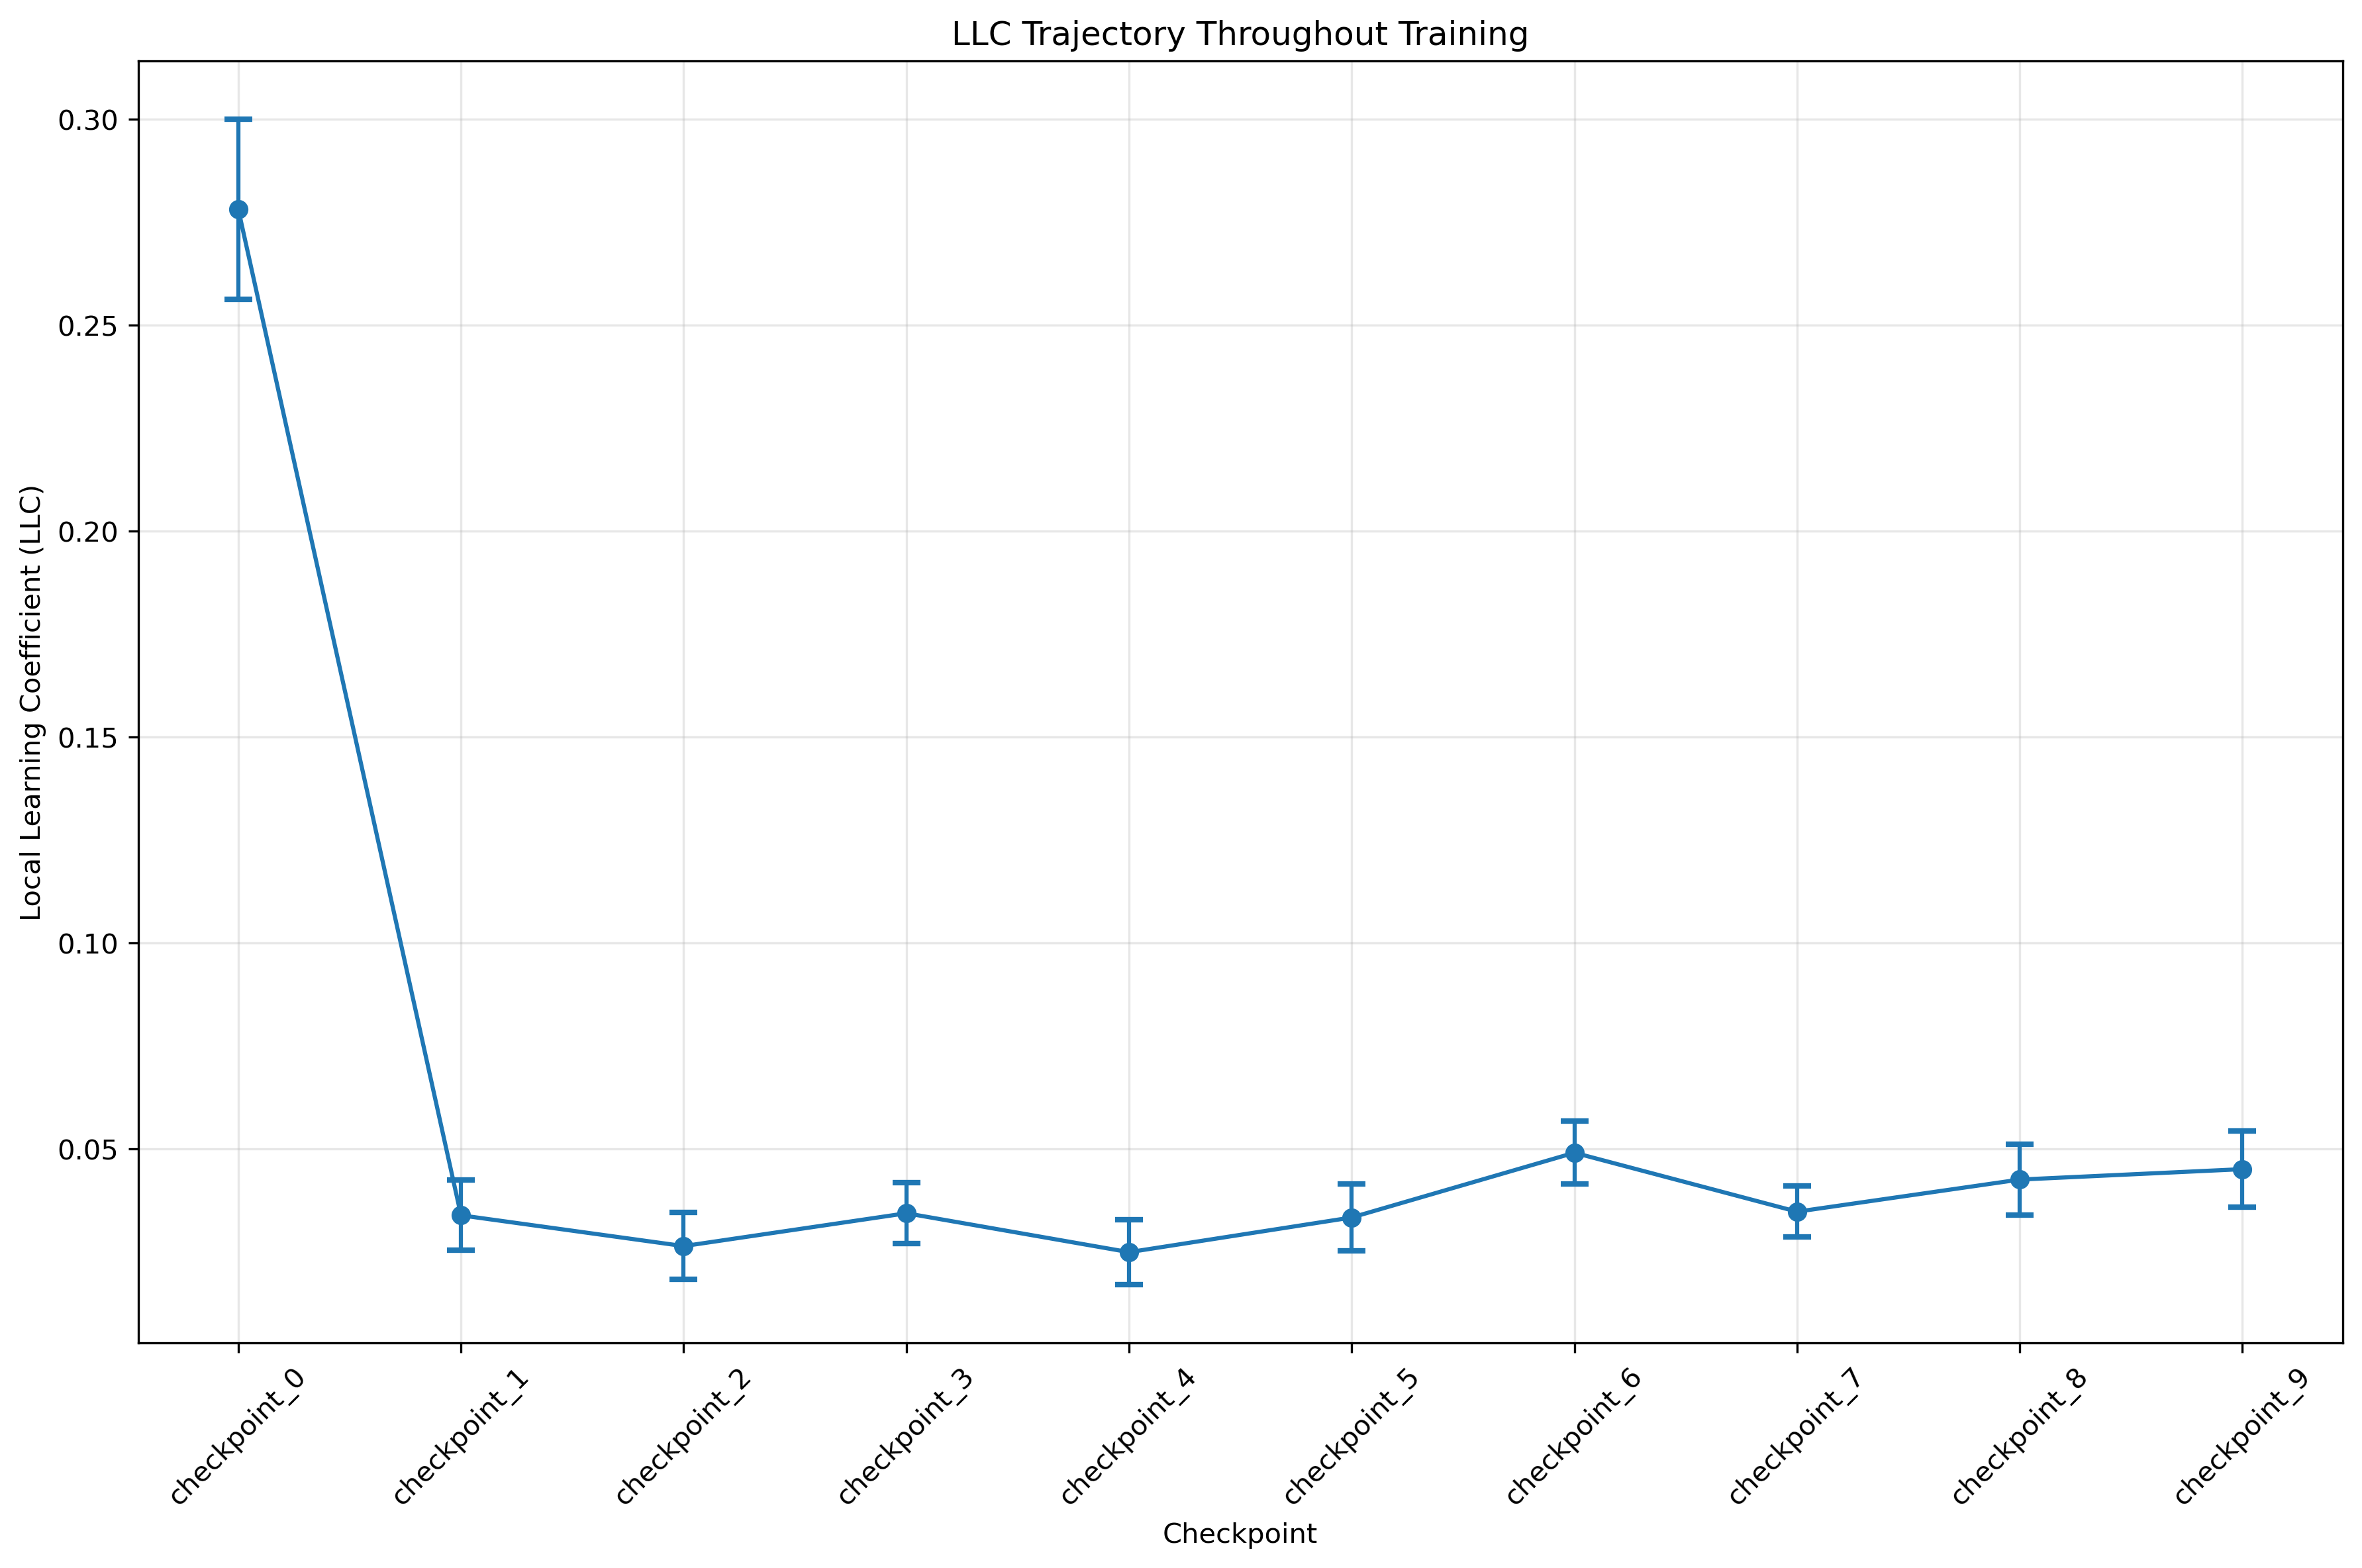 LLC Trajectory Throughout Training
Local Learning Coefficient (LLC)
0.30
0.25
0.20
0.15
0.10
0.05
checkpoint_0
checkpoint_1
checkpoint_2
checkpoint_3
checkpoint_4
checkpoint_5
checkpoint_6
checkpoint_7
checkpoint_8
checkpoint_9
Checkpoint